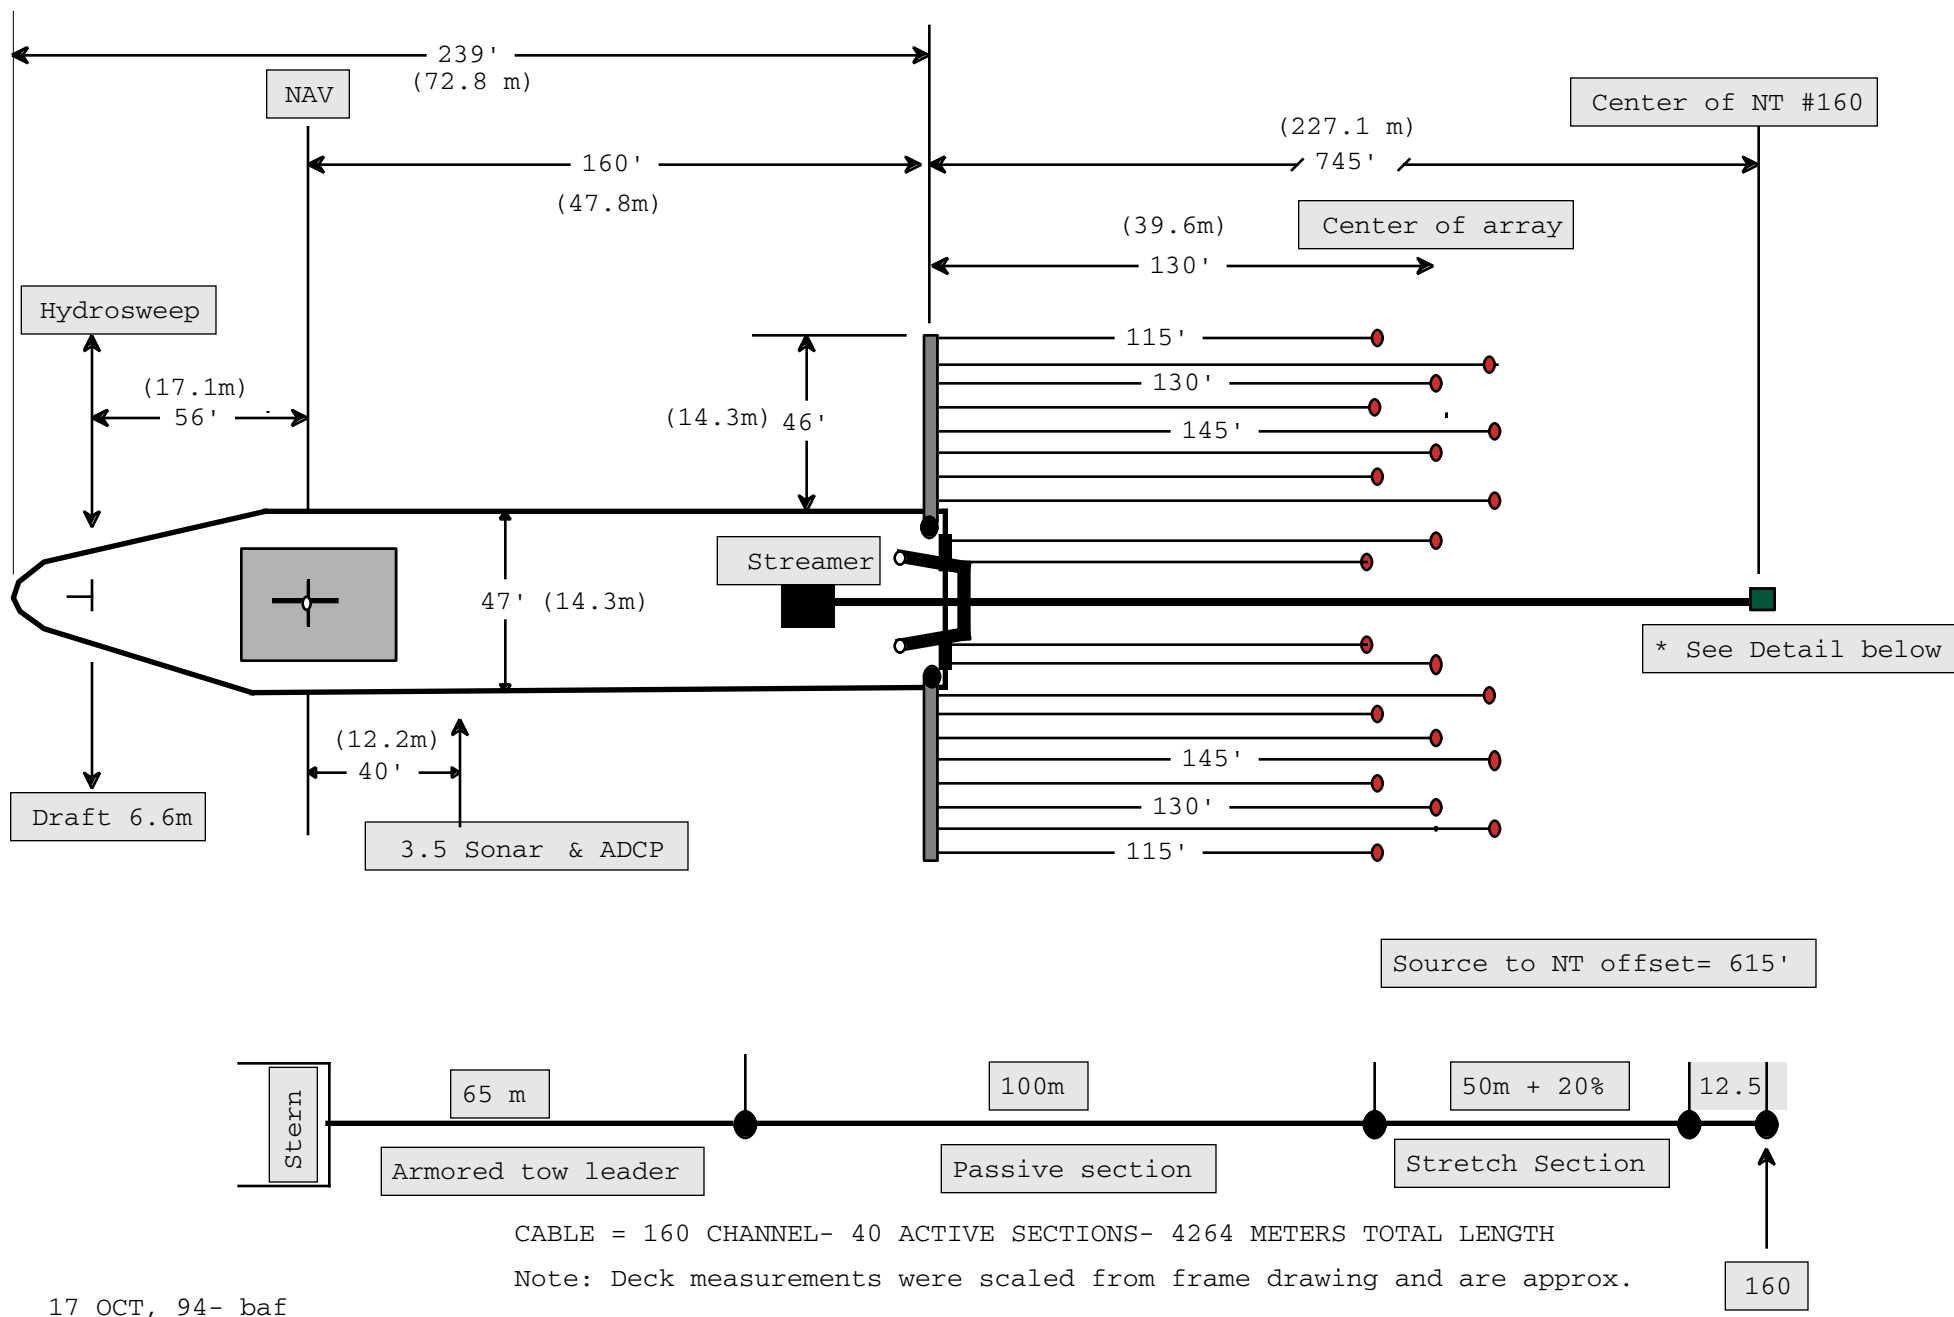 239'
(72.8 m)
NAV
Center of NT #160
(227.1 m)
160'
745'
(47.8m)
(39.6m)
Center of array
130'
Hydrosweep
115'
(17.1m)
130'
56'
(14.3m) 46'
145'
Streamer
47' (14.3m)
* See Detail below
(12.2m)
40'
145'
Draft 6.6m
130'
3.5 Sonar & ADCP
115'
Source to NT offset= 615'
Stern
65 m
100m
50m + 20%
12.5
Armored tow leader
Passive section
Stretch Section
CABLE = 160 CHANNEL- 40 ACTIVE SECTIONS- 4264 METERS TOTAL LENGTH
Note: Deck measurements were scaled from frame drawing and are approx.
160
17 OCT, 94- baf